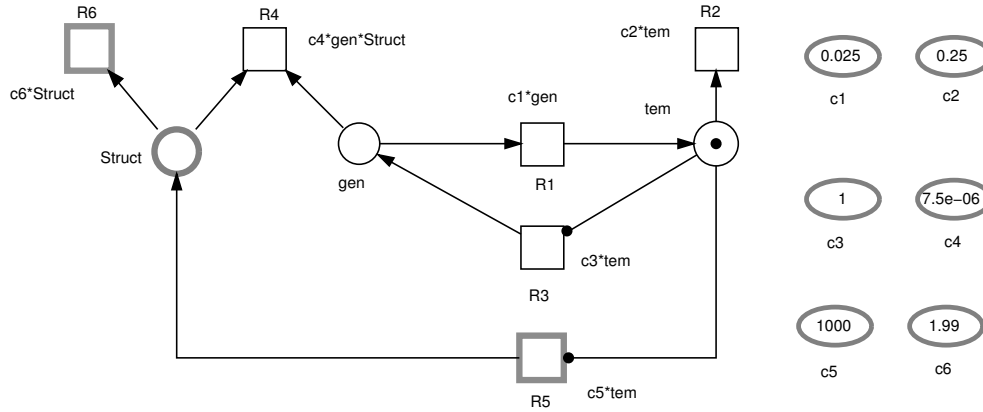 R6
R4
R2
c4*gen*Struct
c2*tem
0.025
0.25
c6*Struct
c1*gen
tem
c1
c2
Struct
gen
R1
1
7.5e−06
c3*tem
c3
c4
R3
1000
1.99
c5*tem
R5
c5
c6